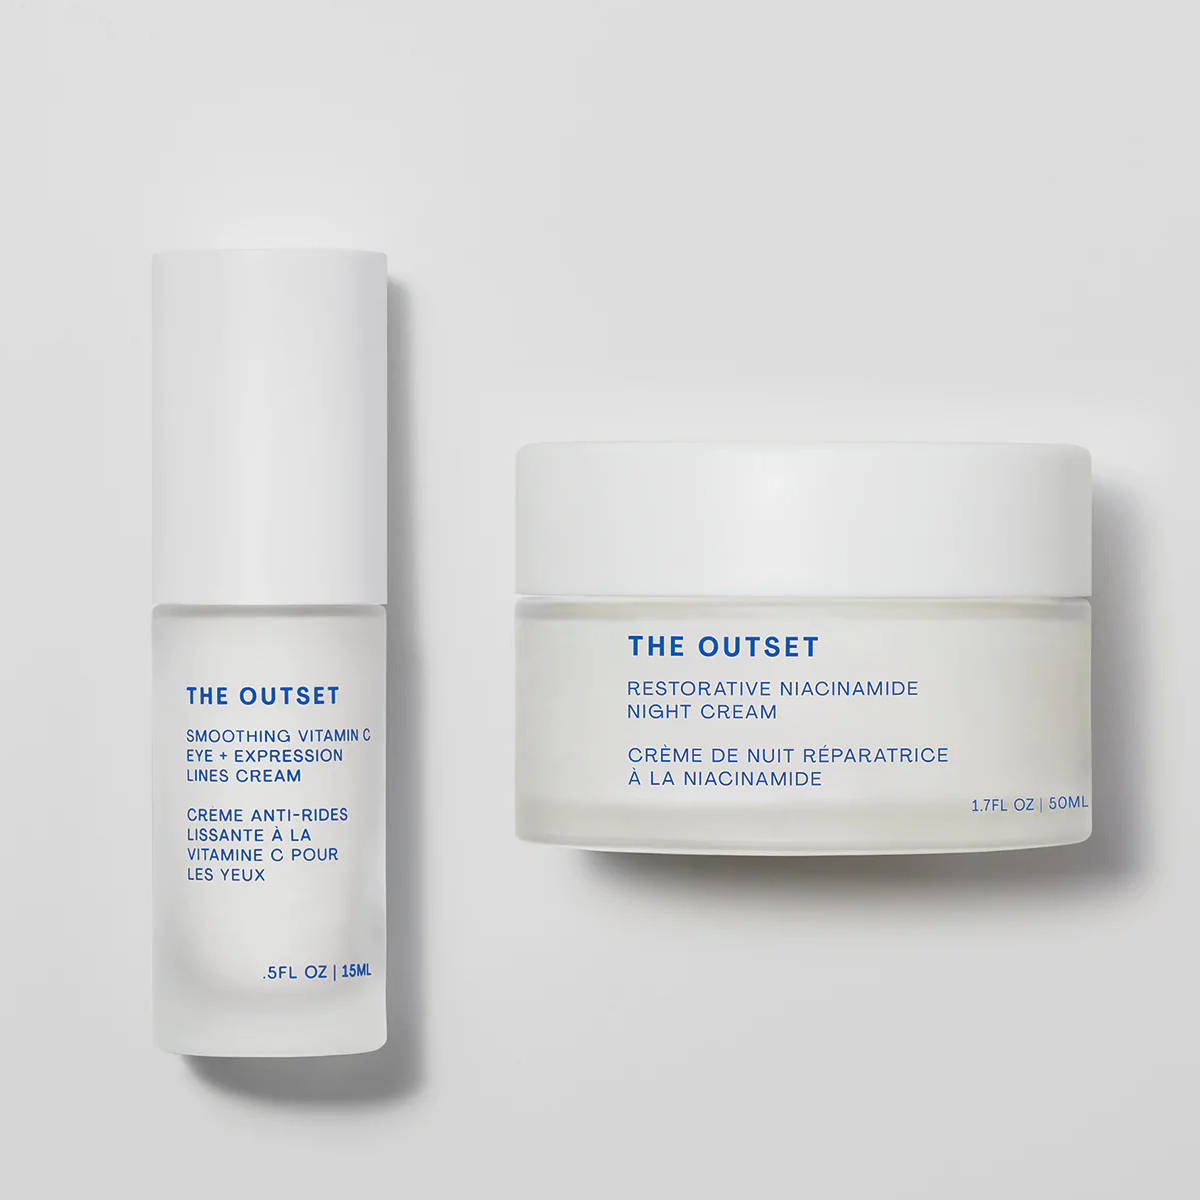 THE OUTSET
SMOOTHING VITAMIN C
EYE + EXPRESSION
LINES CREAM
CRÈME ANTI-RIDES
LISSANTE À LA
VITAMINE C POUR
LES YEUX
.5FL OZ | 15ML
THE OUTSET
RESTORATIVE NIACINAMIDE
NIGHT CREAM
CRÈME DE NUIT RÉPARATRICE
À LA NIACINAMIDE
1.7FL OZ | 50ML